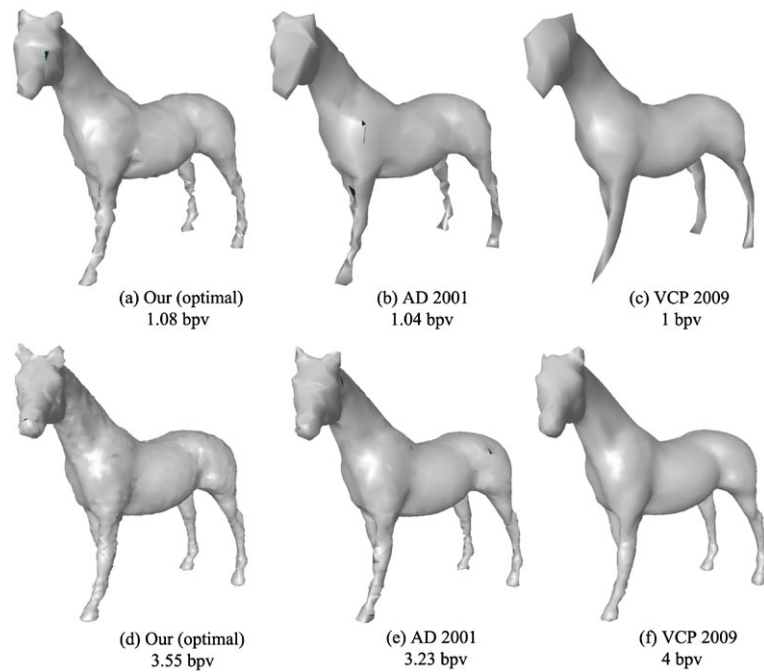 (a) Our (optimal)
1.08 bpv
(b) AD 2001
1.04 bpv
(c) VCP 2009
1 bpv
(d) Our (optimal)
3.55 bpv
(e) AD 2001
3.23 bpv
(f) VCP 2009
4 bpv